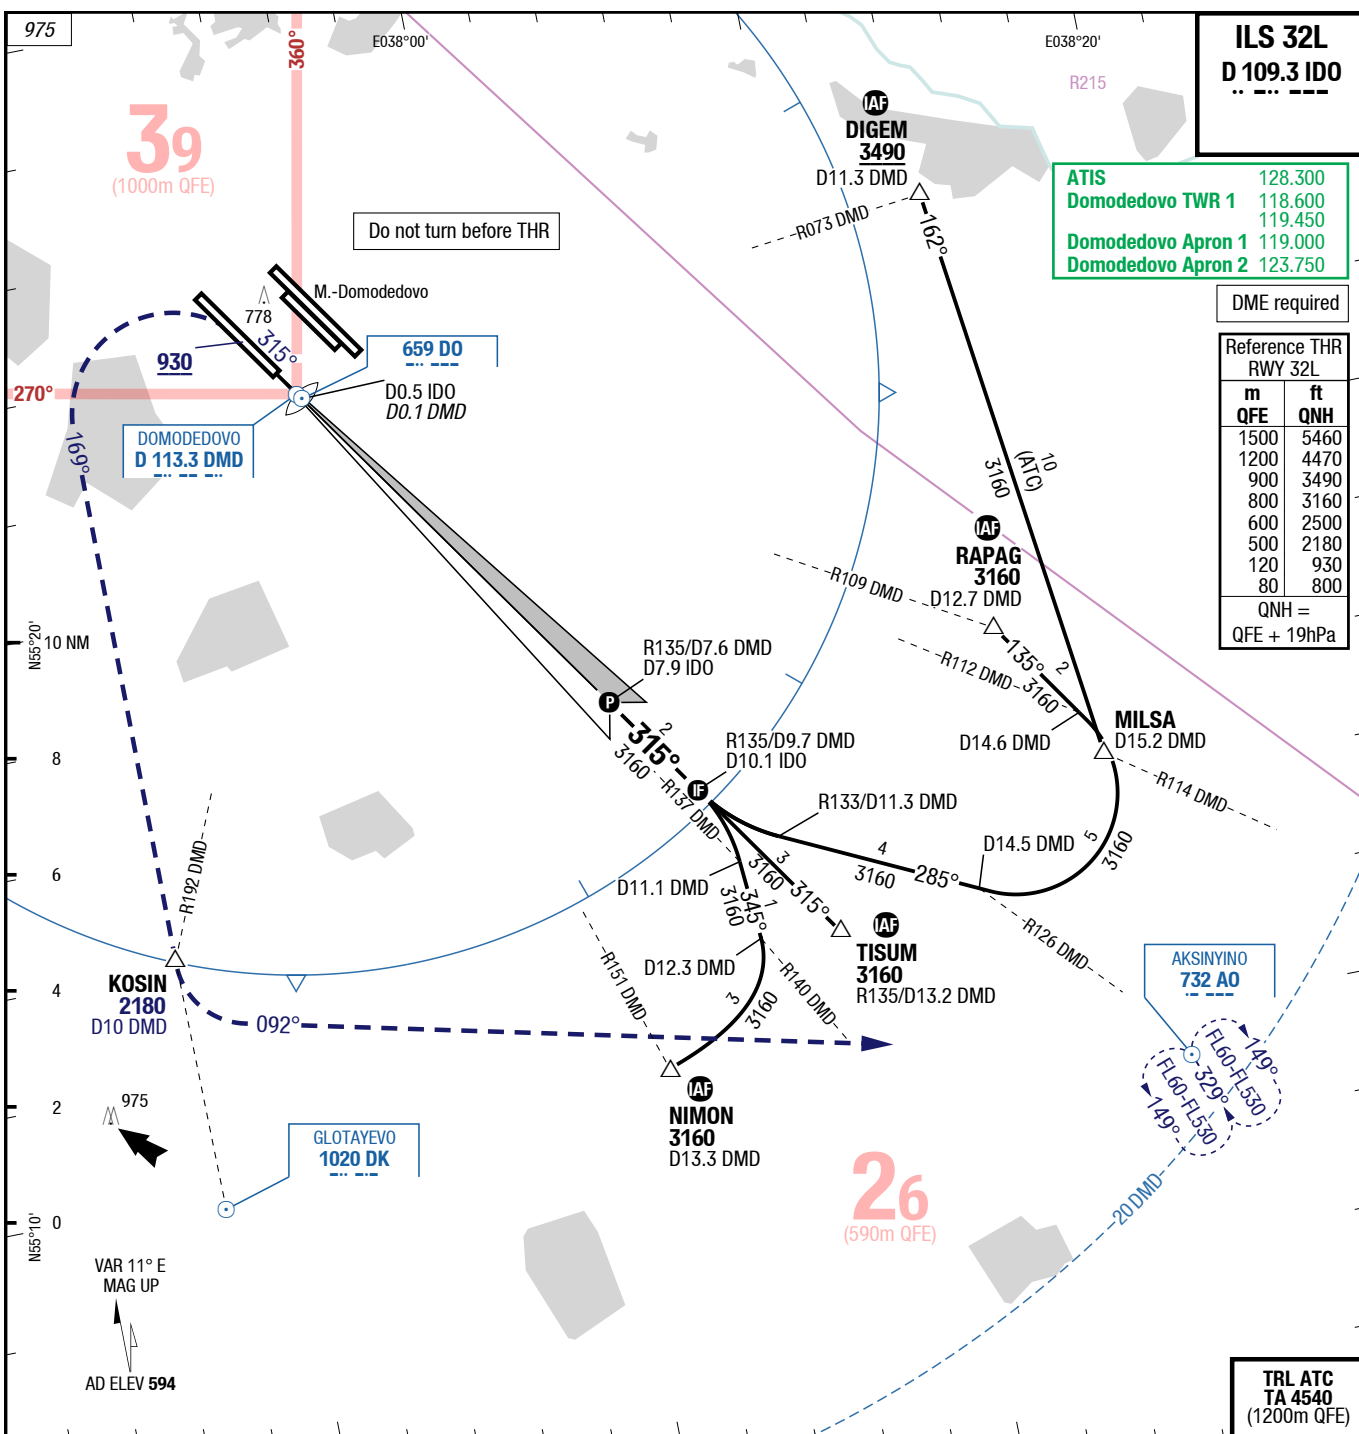 975
E038°00'
E038°20'
ILS 32L
D 109.3 IDO
R215
360°
39
(1000m QFE)
IAF
DIGEM
3490
D11.3 DMD
ATIS 128.300
Domodedovo TWR 1 118.600
119.450
Domodedovo Apron 1 119.000
Domodedovo Apron 2 123.750
Do not turn before THR
R073 DMD
162°
DME required
M.-Domodedovo
778
315°
930
659 DO
D0.5 IDO
D0.1 DMD
270°
DOMODEDOVO
D 113.3 DMD
169°
Reference THR
RWY 32L
m ft
QFE QNH
1500 5460
1200 4470
900 3490
800 3160
600 2500
500 2180
120 930
80 800
QNH =
QFE + 19hPa
10
(ATC)
3160
IAF
RAPAG
3160
D12.7 DMD
R109 DMD
R112 DMD
135°
2
3160
N55°20'
10 NM
R135/D7.6 DMD
D7.9 IDO
P
2
315°
3160
R135/D9.7 DMD
D10.1 IDO
IF
D14.6 DMD
MILSA
D15.2 DMD
R114 DMD
8
R137 DMD
R133/D11.3 DMD
4
3160
285°
D14.5 DMD
5
3160
6
R192 DMD
D11.1 DMD
3
3160
315°
1
345°
3160
R126 DMD
IAF
TISUM
3160
R135/D13.2 DMD
D12.3 DMD
R140 DMD
R151 DMD
3
3160
KOSIN
2180
D10 DMD
4
092°
AKSINYINO
732 AO
149°
FL60-FL530
329°
FL60-FL530
149°
975
2
IAF
NIMON
3160
D13.3 DMD
GLOTAYEVO
1020 DK
26
(590m QFE)
20 DMD
N55°10'
0
VAR 11° E
MAG UP
AD ELEV 594
TRL ATC
TA 4540
(1200m QFE)